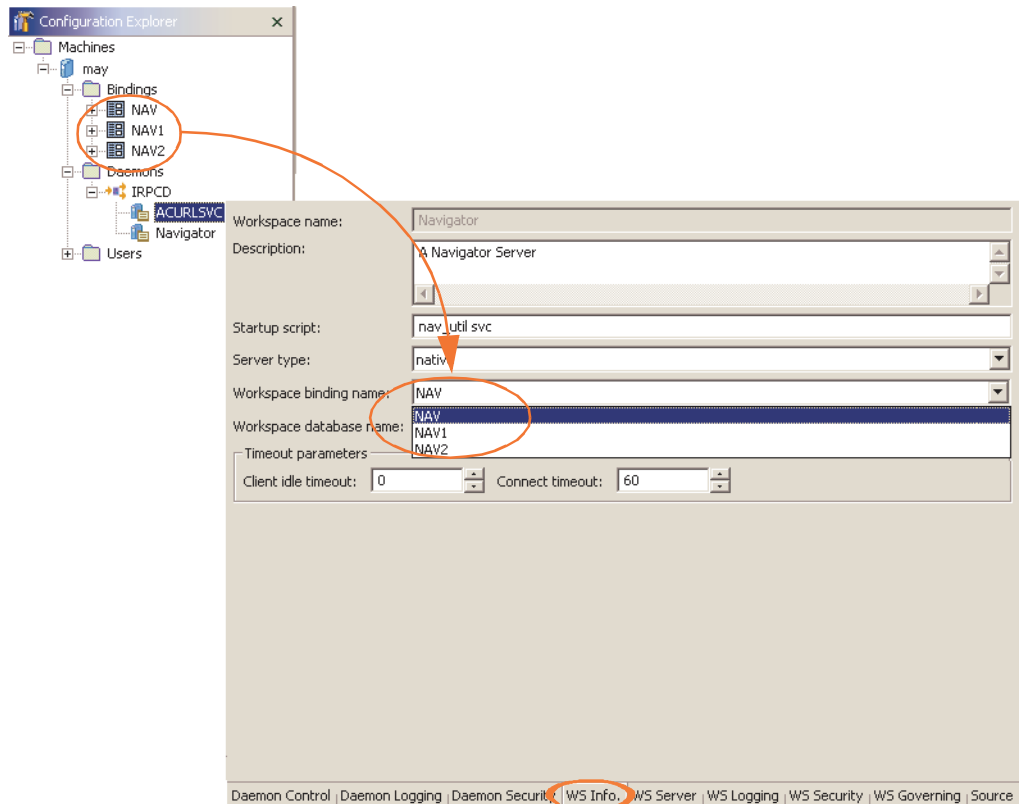 Configuration Explorer
Machines
may
Bindings
NAV
NAV1
NAV2
Daemons
IRPCD
ACURLSVC
Navigator
Users
Workspace name: Navigator
Description: A Navigator Server
Startup script: nav_util svc
Server type: native
Workspace binding name: NAV
NAV
Workspace database name:
NAV1
NAV2
Timeout parameters
Client idle timeout: 0 Connect timeout: 60
Daemon Control Daemon Logging Daemon Security WS Info. WS Server WS Logging WS Security WS Governing Source